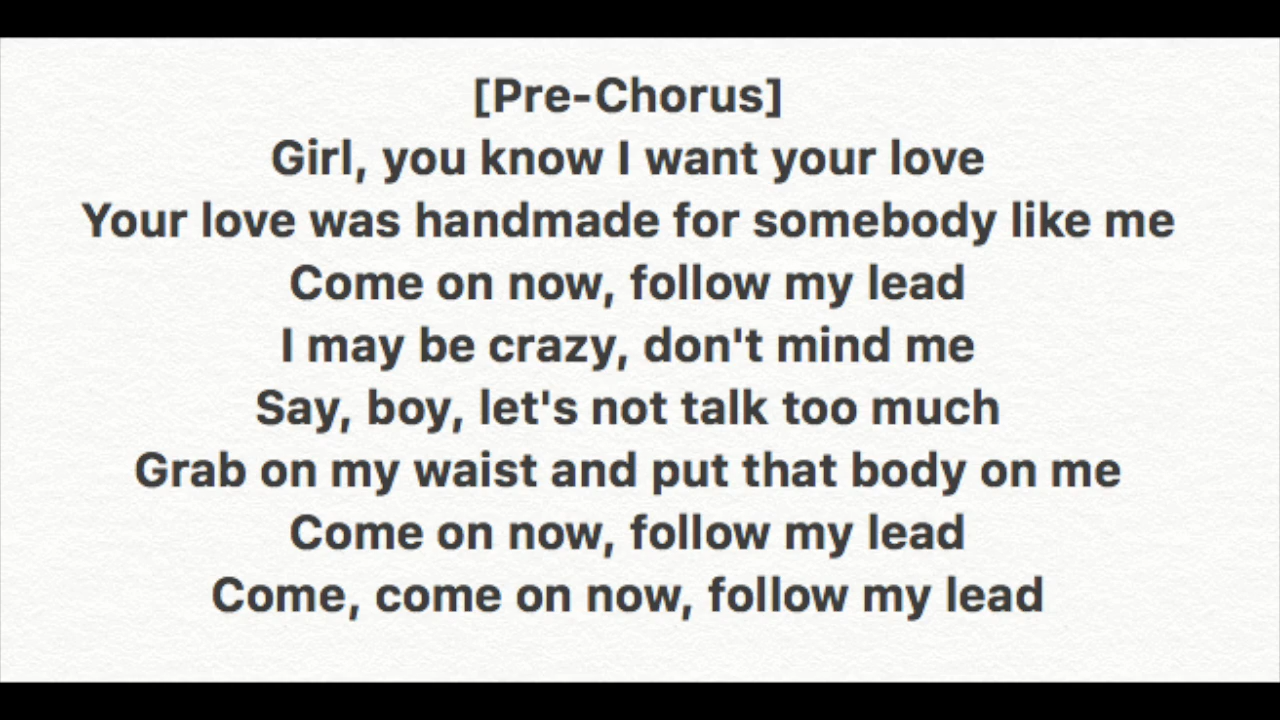 [Pre-Chorus]
Girl, you know I want your love
Your love was handmade for somebody like me
Come on now, follow my lead
I may be crazy, don't mind me
Say, boy, let's not talk too much
Grab on my waist and put that body on me
Come on now, follow my lead
Come, come on now, follow my lead